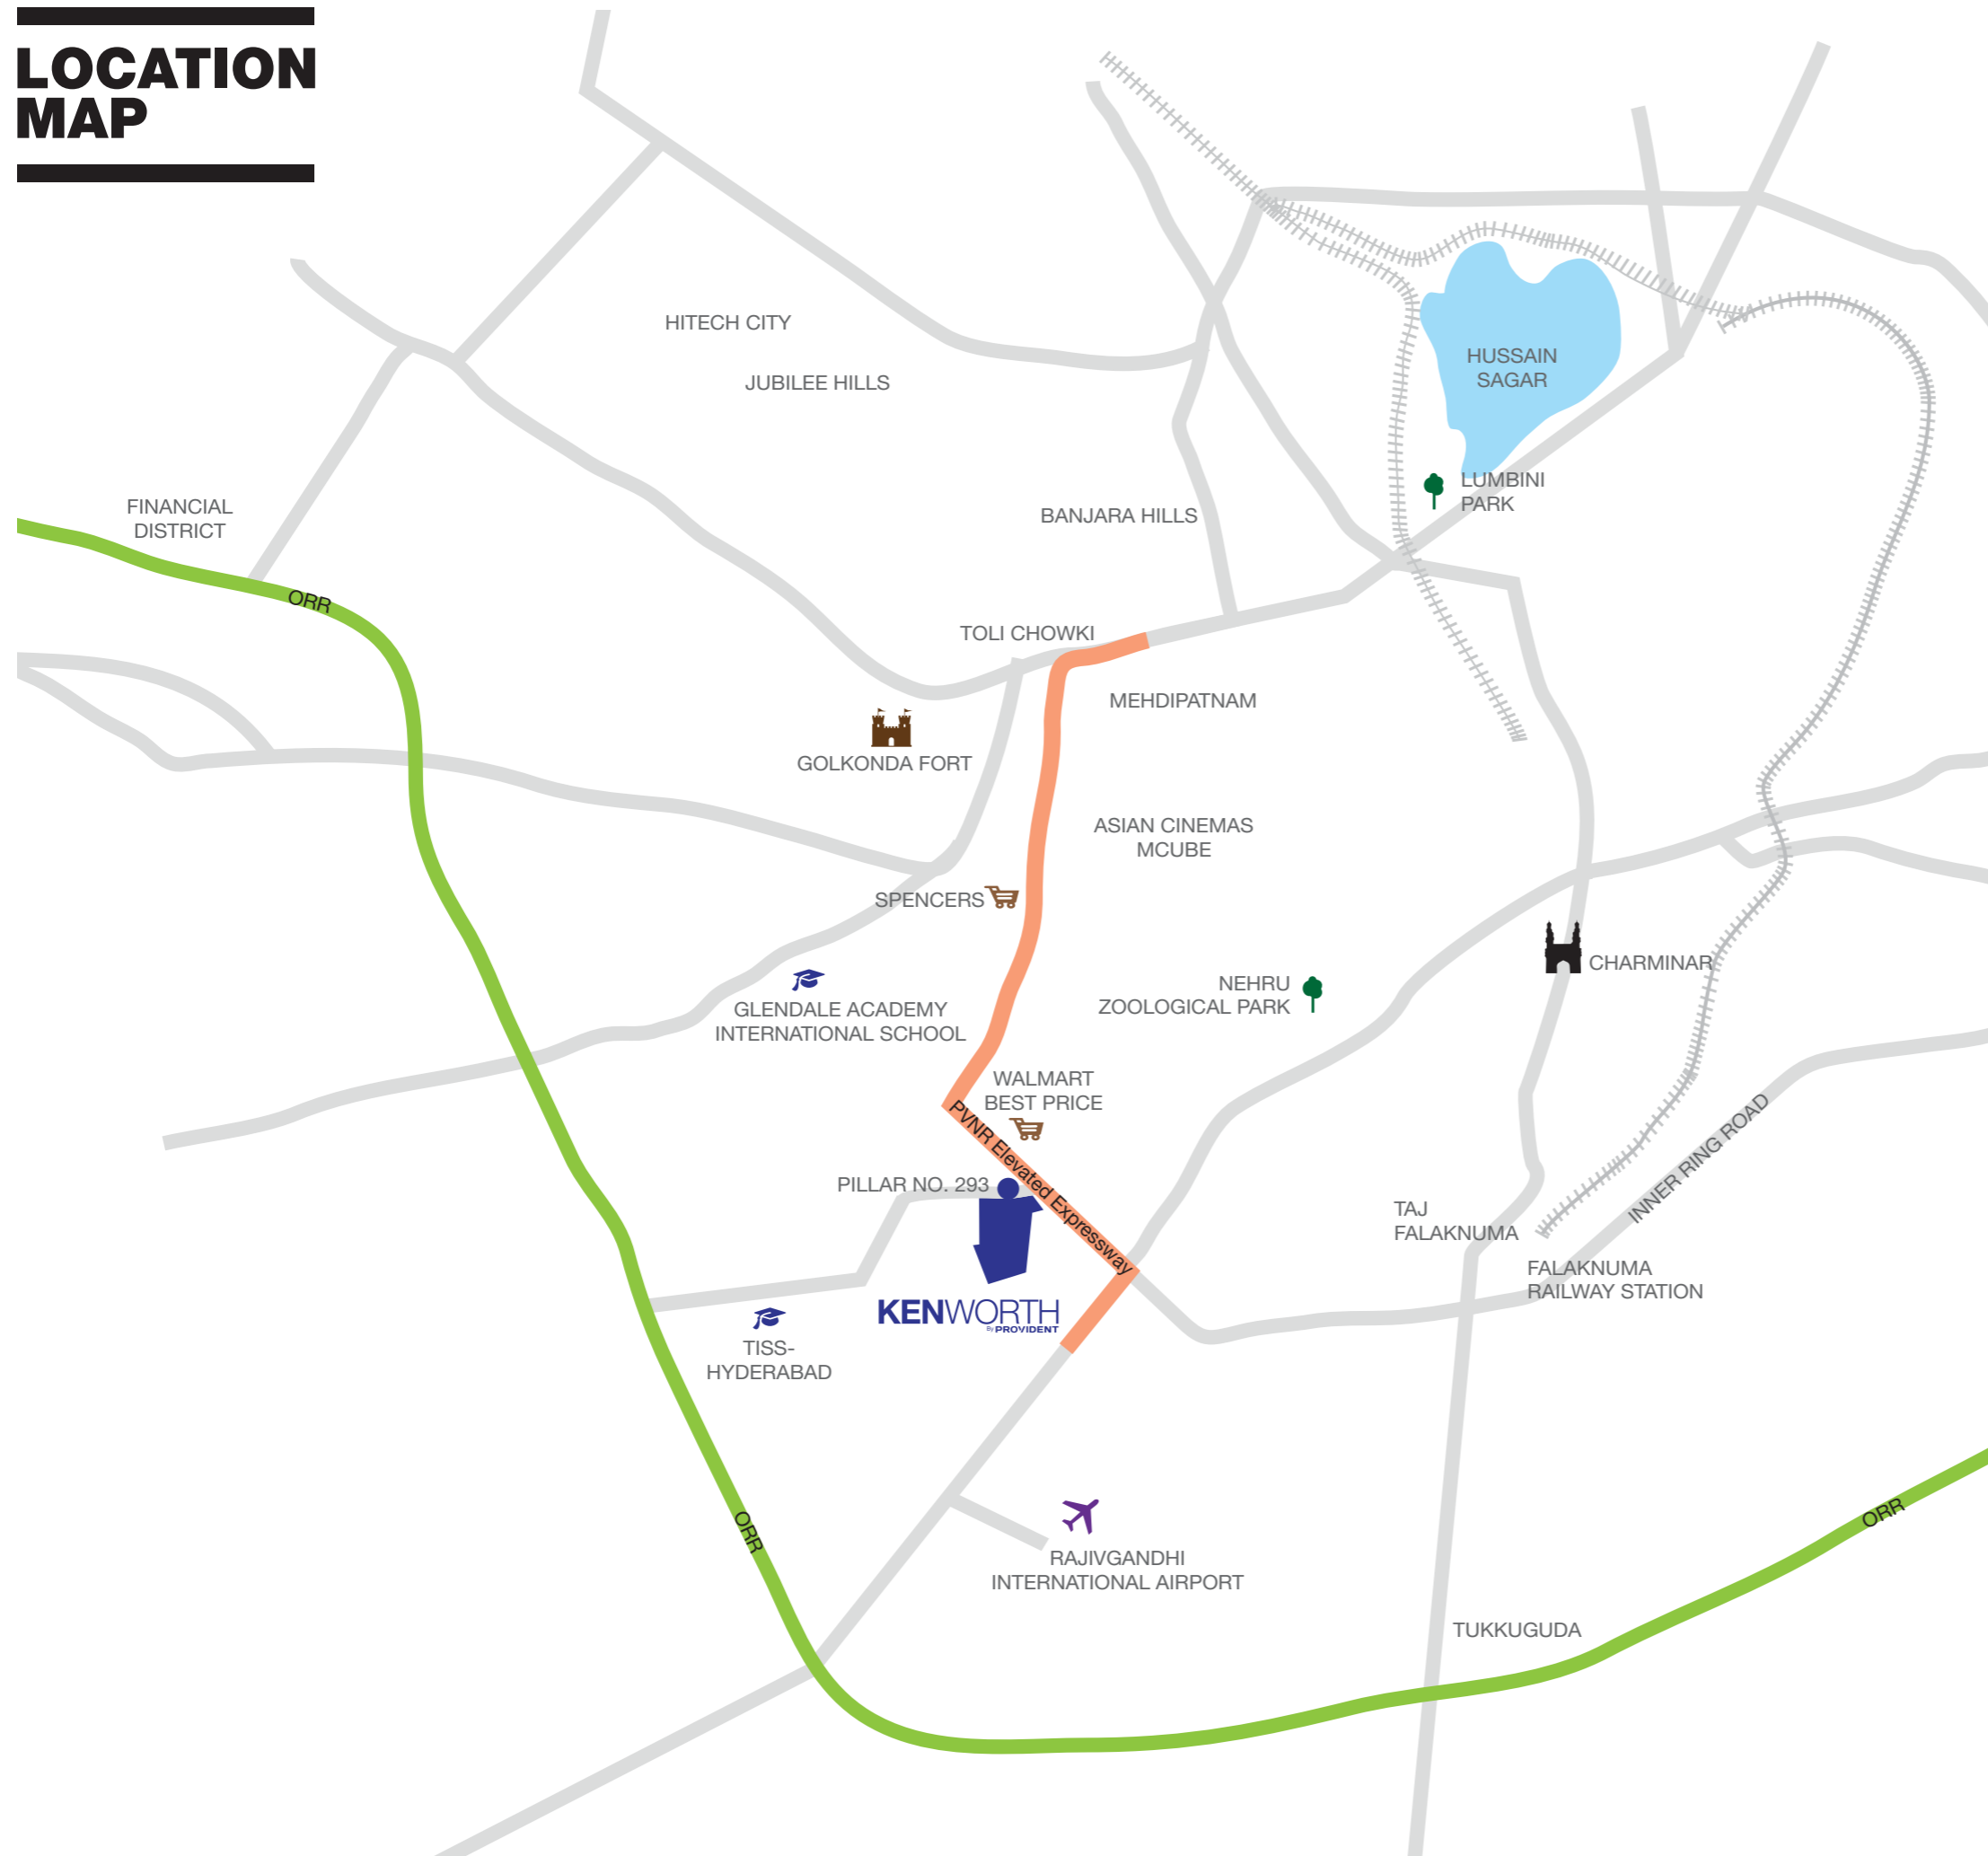 LOCATION
MAP
HITECH CITY
HUSSAIN
SAGAR
JUBILEE HILLS
LUMBINI
PARK
FINANCIAL
DISTRICT
BANJARA HILLS
ORR
TOLI CHOWKI
MEHDIPATNAM
GOLKONDA FORT
ASIAN CINEMAS
MCUBE
SPENCERS
CHARMINAR
NEHRU
ZOOLOGICAL PARK
GLENDALE ACADEMY
INTERNATIONAL SCHOOL
WALMART
BEST PRICE
PVNR Elevated Expressway
INNER RING ROAD
PILLAR NO. 293
TAJ
FALAKNUMA
FALAKNUMA
RAILWAY STATION
KENWORTH
By PROVIDENT
TISS-
HYDERABAD
ORR
ORR
RAJIVGANDHI
INTERNATIONAL AIRPORT
TUKKUGUDA